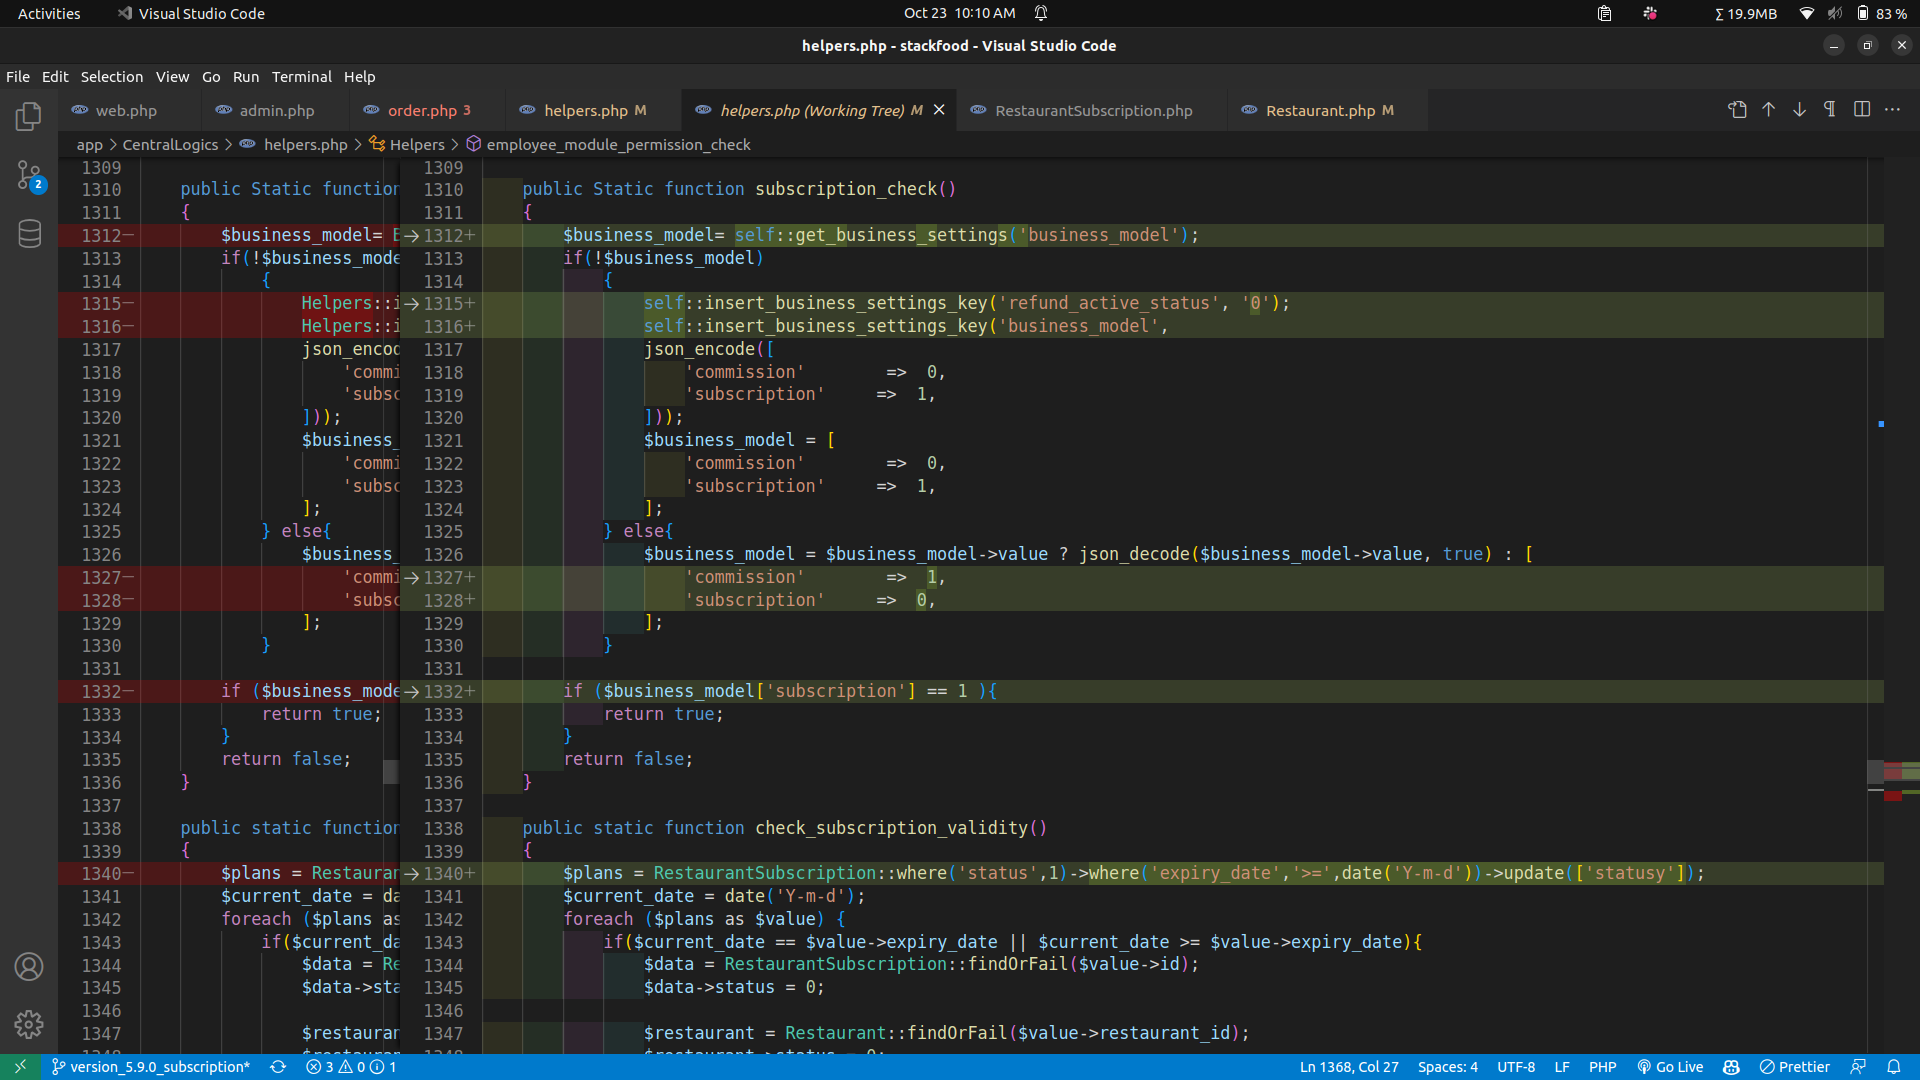 Activities Visual Studio Code Oct 23 10:10 AM Σ 19.9MB 83 %
helpers.php - stackfood - Visual Studio Code
File Edit Selection View Go Run Terminal Help
web.php admin.php order.php 3 helpers.php M helpers.php (Working Tree) M RestaurantSubscription.php Restaurant.php M
app > CentralLogics > helpers.php > Helpers > employee_module_permission_check
1309 1309
1310 public Static function 1310 public Static function subscription_check()
1311 { 1311 {
1312− $business_model= 1312+ $business_model= self::get_business_settings('business_model');
1313 if(!$business_mode 1313 if(!$business_model)
1314 { 1314 {
1315− Helpers::i 1315+ self::insert_business_settings_key('refund_active_status', '0');
1316− Helpers::i 1316+ self::insert_business_settings_key('business_model',
1317 json_encod 1317 json_encode([
1318 'commi 1318 'commission' => 0,
1319 'subsc 1319 'subscription' => 1,
1320 ])); 1320 ]));
1321 $business_ 1321 $business_model = [
1322 'commi 1322 'commission' => 0,
1323 'subsc 1323 'subscription' => 1,
1324 ]; 1324 ];
1325 } else{ 1325 } else{
1326 $business_ 1326 $business_model = $business_model->value ? json_decode($business_model->value, true) : [
1327− 'commi 1327+ 'commission' => 1,
1328− 'subsc 1328+ 'subscription' => 0,
1329 ]; 1329 ];
1330 } 1330 }
1331 1331
1332− if ($business_mode 1332+ if ($business_model['subscription'] == 1 ){
1333 return true; 1333 return true;
1334 } 1334 }
1335 return false; 1335 return false;
1336 } 1336 }
1337 1337
1338 public static function 1338 public static function check_subscription_validity()
1339 { 1339 {
1340− $plans = Restauran 1340+ $plans = RestaurantSubscription::where('status',1)->where('expiry_date','>=',date('Y-m-d'))->update(['statusy']);
1341 $current_date = da 1341 $current_date = date('Y-m-d');
1342 foreach ($plans as 1342 foreach ($plans as $value) {
1343 if($current_da 1343 if($current_date == $value->expiry_date || $current_date >= $value->expiry_date){
1344 $data = Re 1344 $data = RestaurantSubscription::findOrFail($value->id);
1345 $data->sta 1345 $data->status = 0;
1346 1346
1347 $restauran 1347 $restaurant = Restaurant::findOrFail($value->restaurant_id);
version_5.9.0_subscription* 3 0 1 Ln 1368, Col 27 Spaces: 4 UTF-8 LF PHP Go Live Prettier